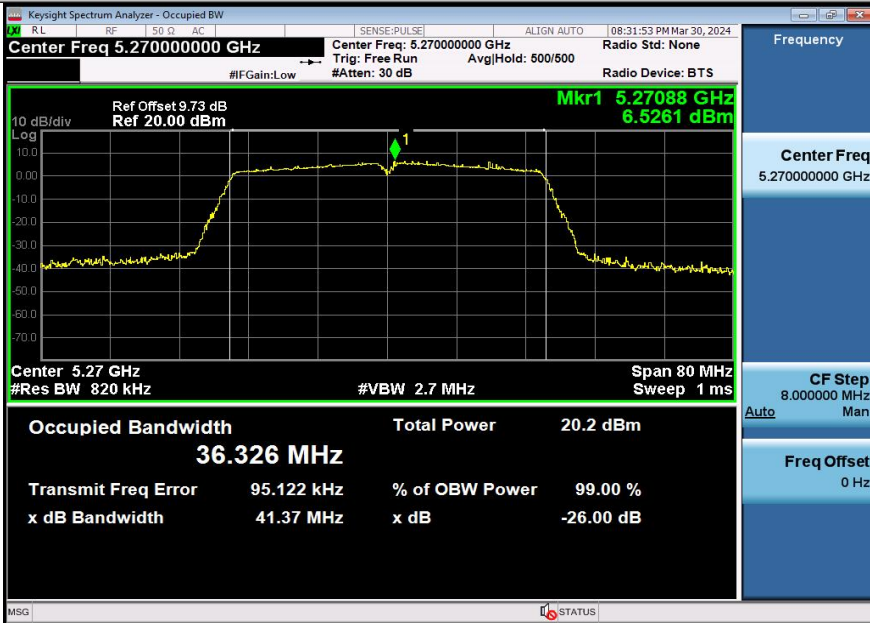 Keysight Spectrum Analyzer - Occupied BW
LXI RL RF 50 Ω AC SENSE:PULSE ALIGN AUTO 08:31:53 PM Mar 30, 2024
Center Freq 5.270000000 GHz
Center Freq: 5.270000000 GHz
Radio Std: None
Trig: Free Run Avg|Hold: 500/500
#IFGain:Low
#Atten: 30 dB
Radio Device: BTS
Ref Offset 9.73 dB
Mkr1 5.27088 GHz
10 dB/div Ref 20.00 dBm
6.5261 dBm
Log
1
10.0
0.00
-10.0
-20.0
-30.0
-40.0
-50.0
-60.0
-70.0
Center 5.27 GHz
Span 80 MHz
#Res BW 820 kHz
#VBW 2.7 MHz
Sweep 1 ms
Occupied Bandwidth
Total Power 20.2 dBm
36.326 MHz
Transmit Freq Error 95.122 kHz
% of OBW Power 99.00 %
x dB Bandwidth 41.37 MHz
x dB -26.00 dB
MSG
STATUS
Frequency
Center Freq
5.270000000 GHz
CF Step
8.000000 MHz
Auto Man
Freq Offset
0 Hz